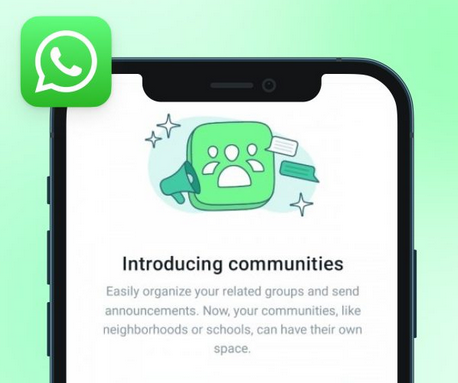 Introducing communities
Easily organize your related groups and send
announcements. Now, your communities, like
neighborhoods or schools, can have their own
space.